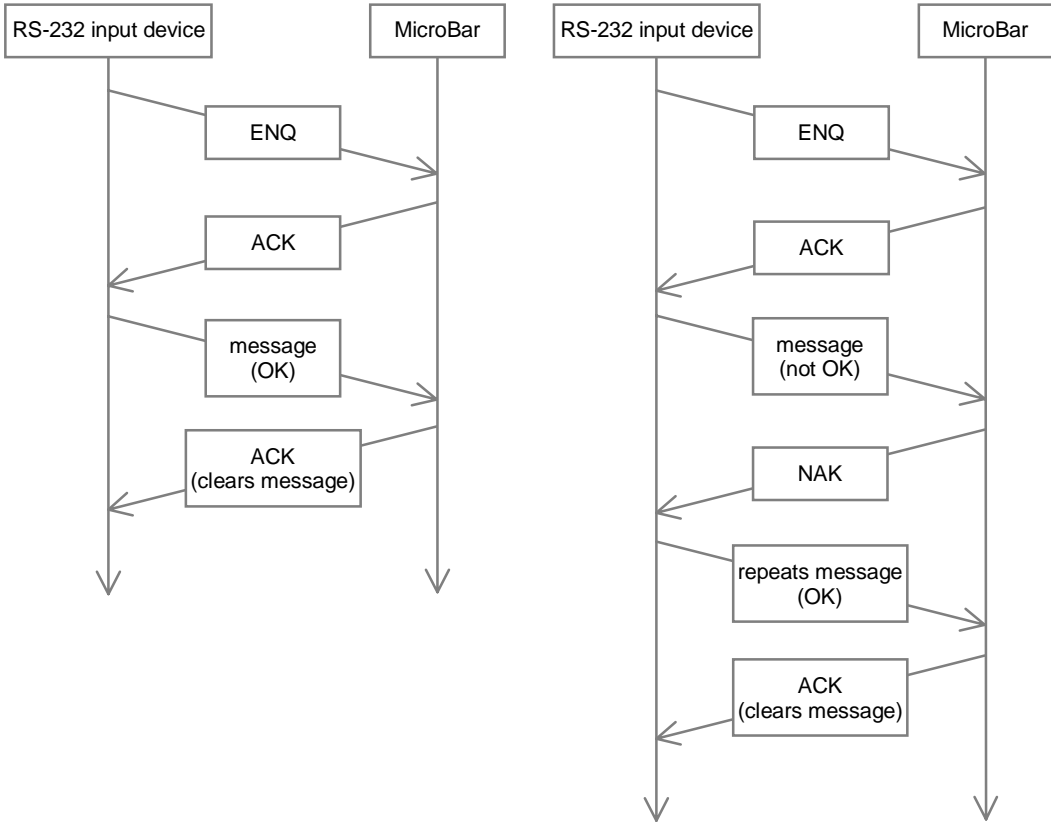 RS-232 input device
MicroBar
ENQ
ACK
message
(OK)
ACK
(clears message)
RS-232 input device
MicroBar
ENQ
ACK
message
(not OK)
NAK
repeats message
(OK)
ACK
(clears message)